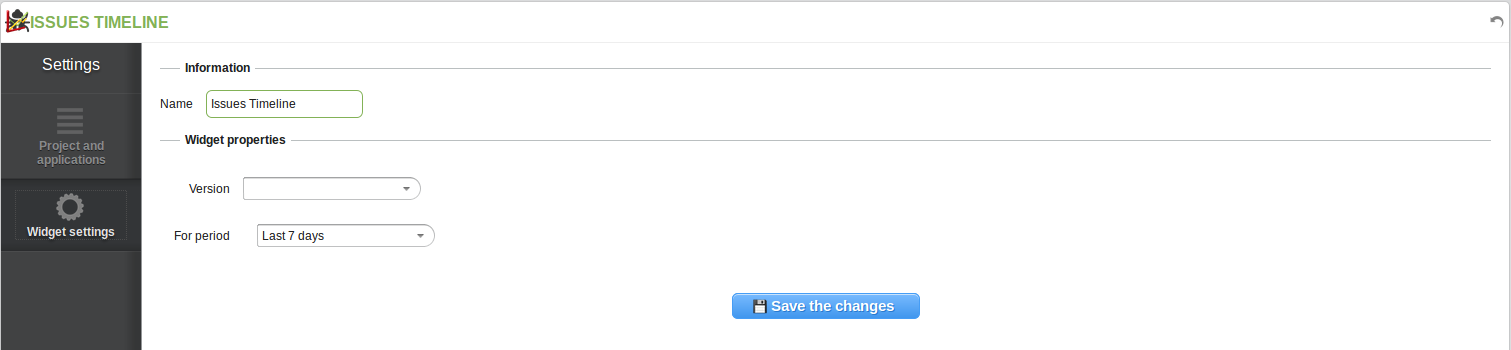 ISSUES TIMELINE
Settings
Project and
applications
Widget settings
Information
Name Issues Timeline
Widget properties
Version
For period Last 7 days
Save the changes